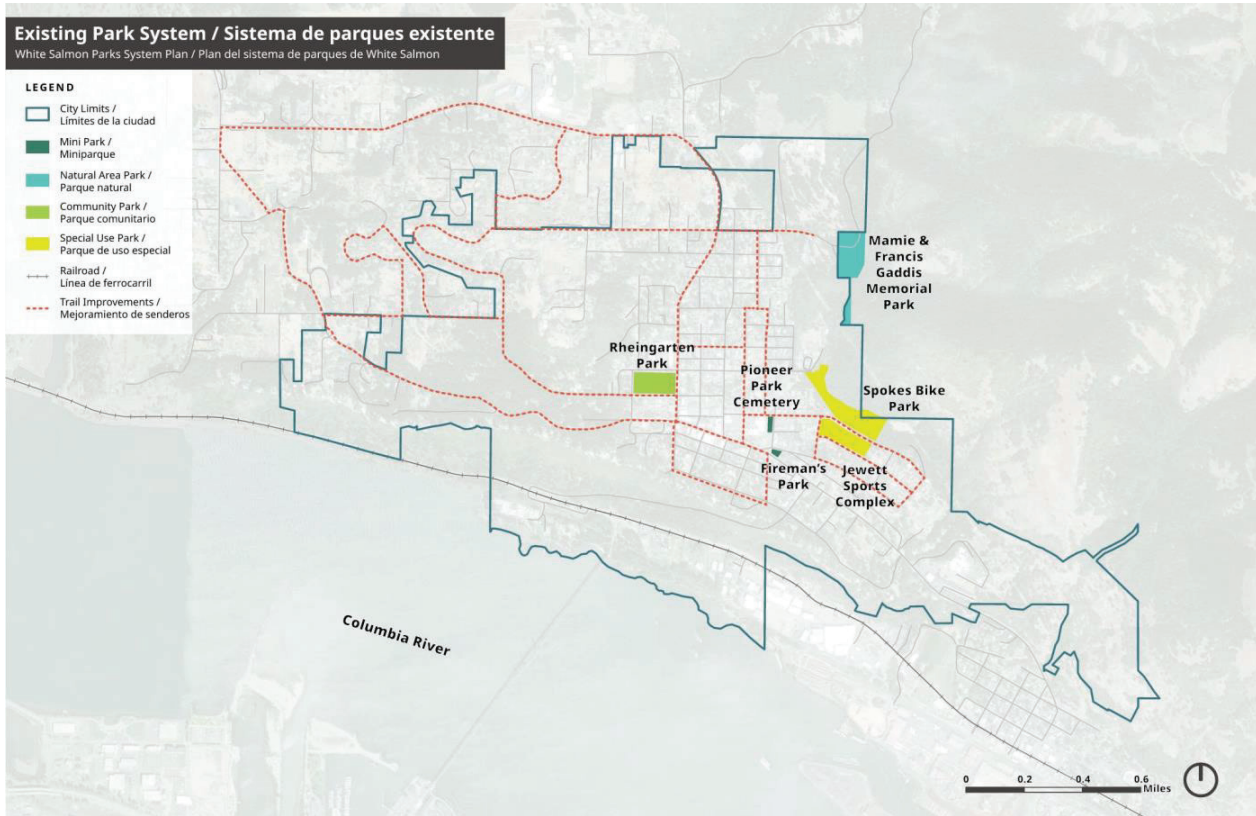 Existing Park System / Sistema de parques existente
White Salmon Parks System Plan / Plan del sistema de parques de White Salmon
LEGEND
City Limits /
Límites de la ciudad
Mini Park /
Miniparque
Natural Area Park /
Parque natural
Community Park /
Parque comunitario
Special Use Park /
Parque de uso especial
Railroad /
Línea de ferrocarril
Trail Improvements /
Mejoramiento de senderos
Mamie &
Francis
Gaddis
Memorial
Park
Rheingarten
Park
Pioneer
Park
Cemetery
Spokes Bike
Park
Fireman's
Park
Jewett
Sports
Complex
Columbia River
0 0.2 0.4 0.6
Miles